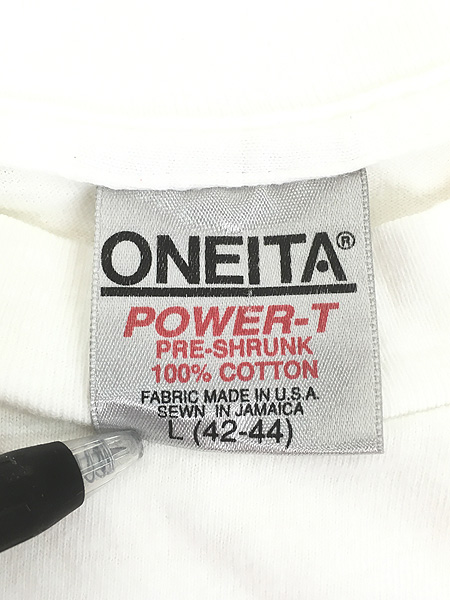 ONEITA®
POWER-T
PRE-SHRUNK
100% COTTON
FABRIC MADE IN U.S.A.
SEWN IN JAMAICA
L (42-44)